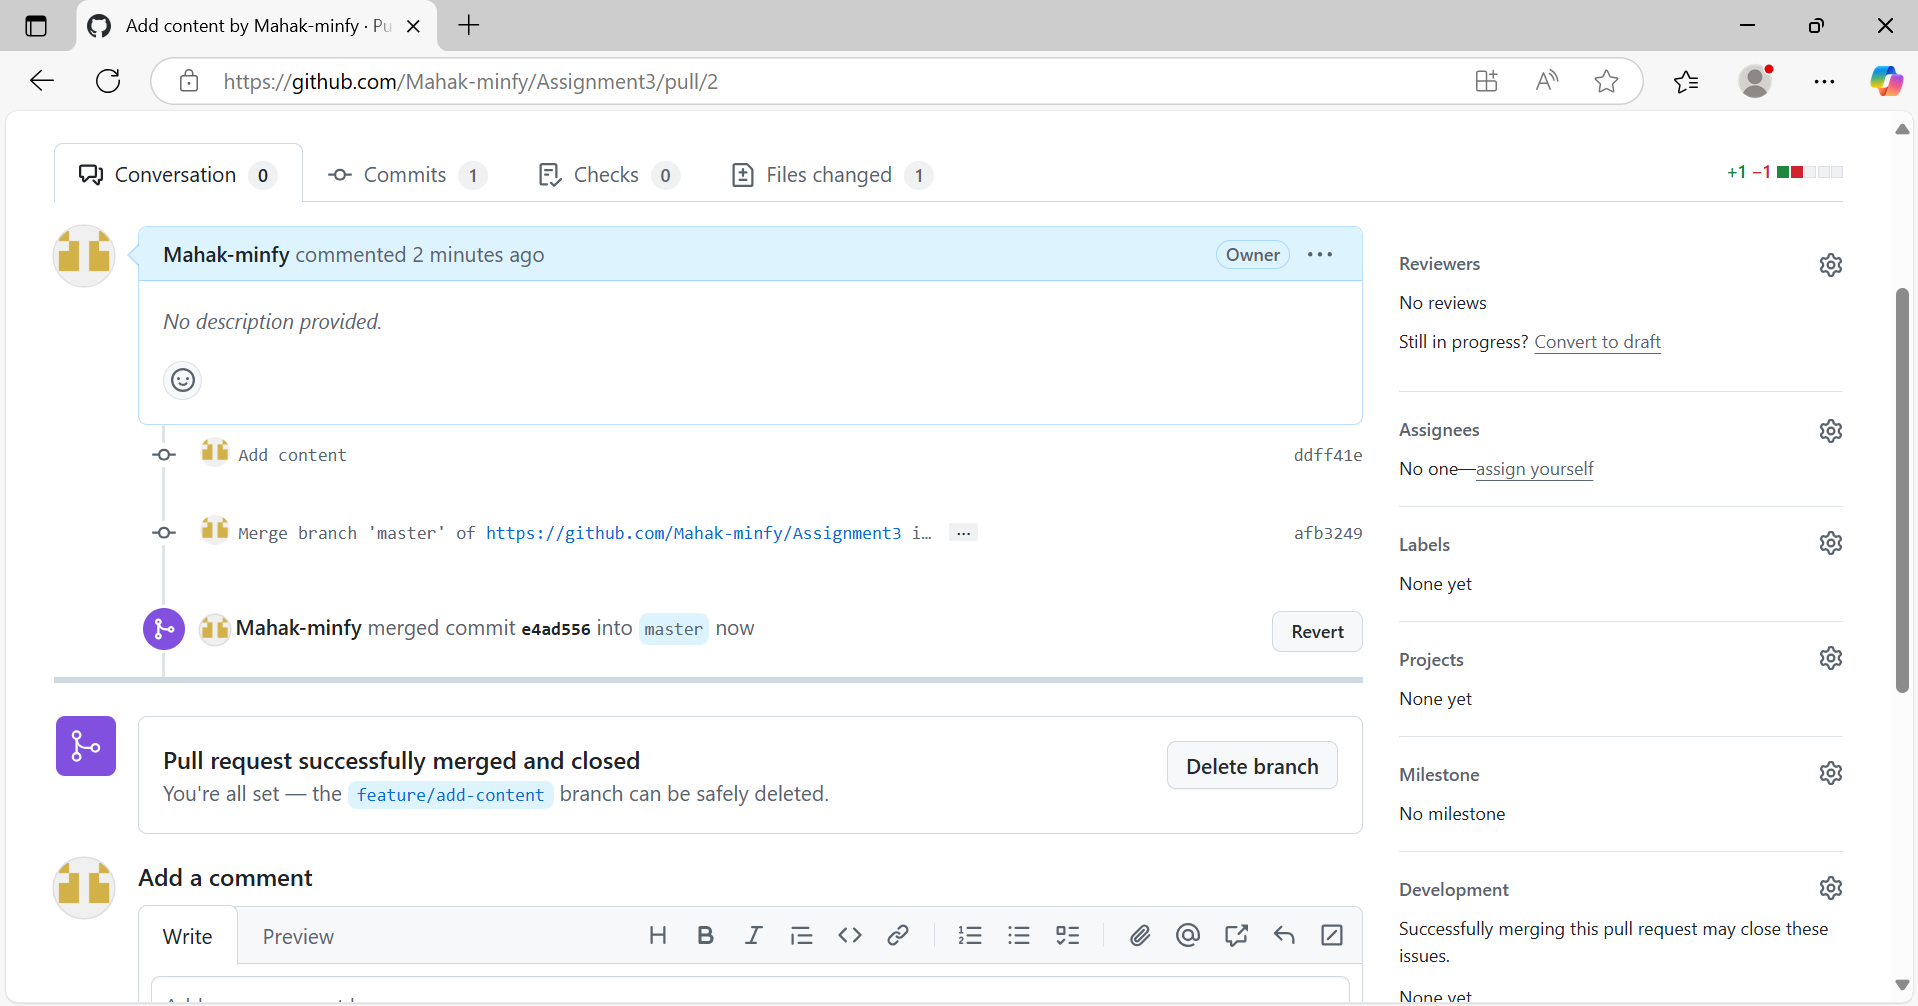 Add content by Mahak-minfy · Pu
https://github.com/Mahak-minfy/Assignment3/pull/2
Conversation 0 Commits 1 Checks 0 Files changed 1 +1 −1
Mahak-minfy commented 2 minutes ago Owner ...
No description provided.
Add content ddff41e
Merge branch 'master' of https://github.com/Mahak-minfy/Assignment3 i… … afb3249
Mahak-minfy merged commit e4ad556 into master now Revert
Pull request successfully merged and closed
You're all set — the feature/add-content branch can be safely deleted.
Delete branch
Add a comment
Write Preview
Reviewers
No reviews
Still in progress? Convert to draft
Assignees
No one—assign yourself
Labels
None yet
Projects
None yet
Milestone
No milestone
Development
Successfully merging this pull request may close these
issues.
None yet